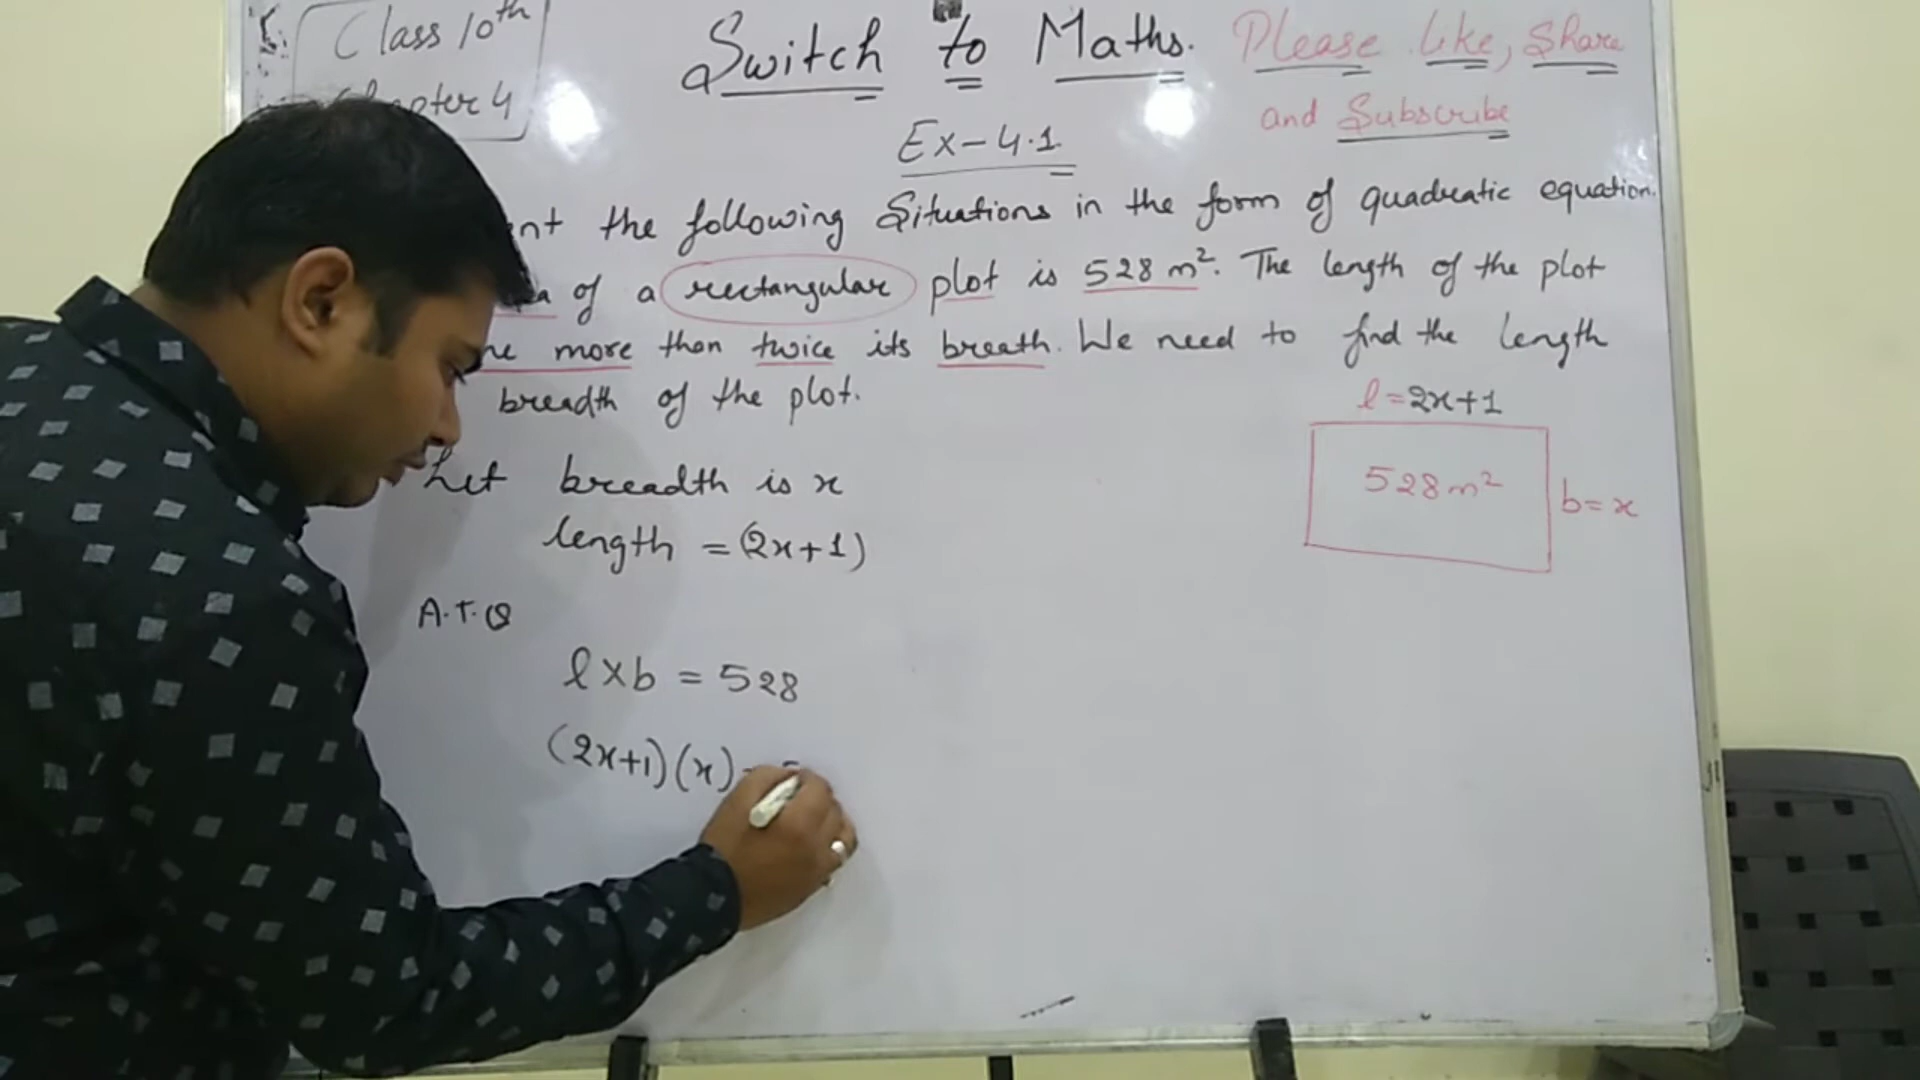 Class 10th
Switch to Maths. Please Like, Share
and Subscribe
4
Ex-4.1
the following Situations in the form of quadratic equation.
of a rectangular plot is 528 m². The length of the plot
more than twice its breath. We need to find the length
breadth of the plot.
l=2x+1
528m²
b=x
Let breadth is x
length =(2x+1)
A.T.Q
l×b = 528
(2x+1)(x)